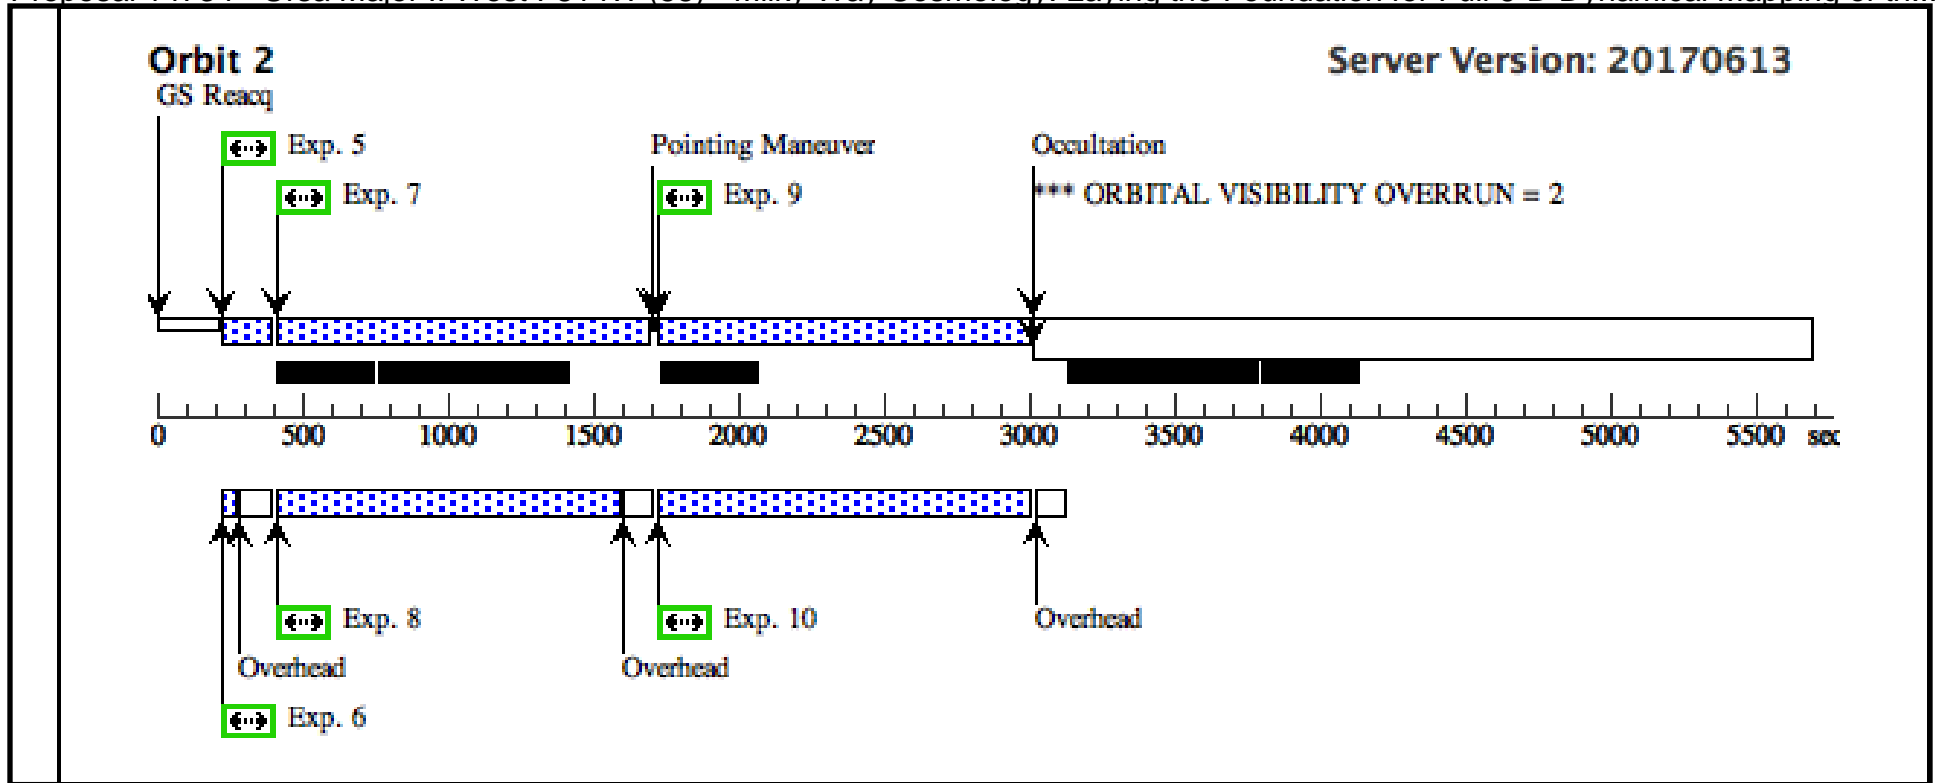 Orbit 2
Server Version: 20170613
GS Reacq
Exp. 5
Pointing Maneuver
Occultation
Exp. 7
Exp. 9
*** ORBITAL VISIBILITY OVERRUN = 2
0 500 1000 1500 2000 2500 3000 3500 4000 4500 5000 5500 sec
Exp. 8
Exp. 10
Overhead
Overhead
Overhead
Exp. 6